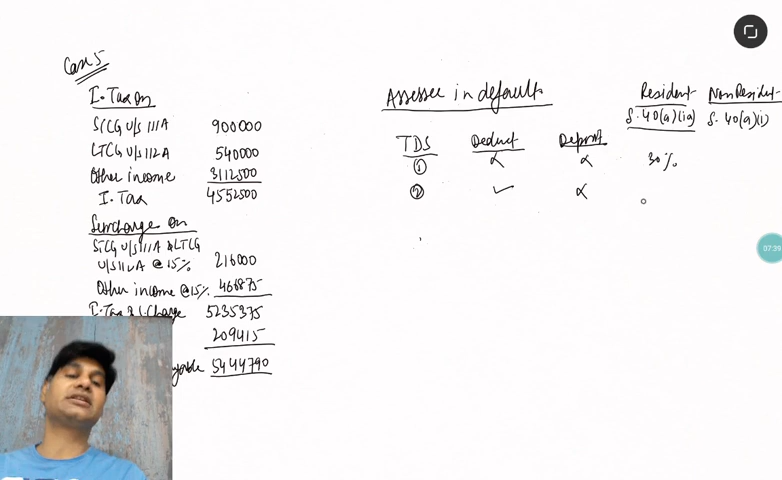 Case 5
I. Tax on
STCG u/s 111A 900000
LTCG u/s 112A 540000
Other income 3112500
I. Tax 4552500
Surcharge on
STCG u/s 111A & LTCG
u/s 112A @ 15% 216000
Other income @ 15% 466875
I. Tax & S. Charge 5235375
209415
5444790
Assessee in default
Resident Non Resident
S. 40(a)(ia) S. 40(a)(i)
TDS Deduct Deposit
① × × 30%
② ✓ ×
07:39